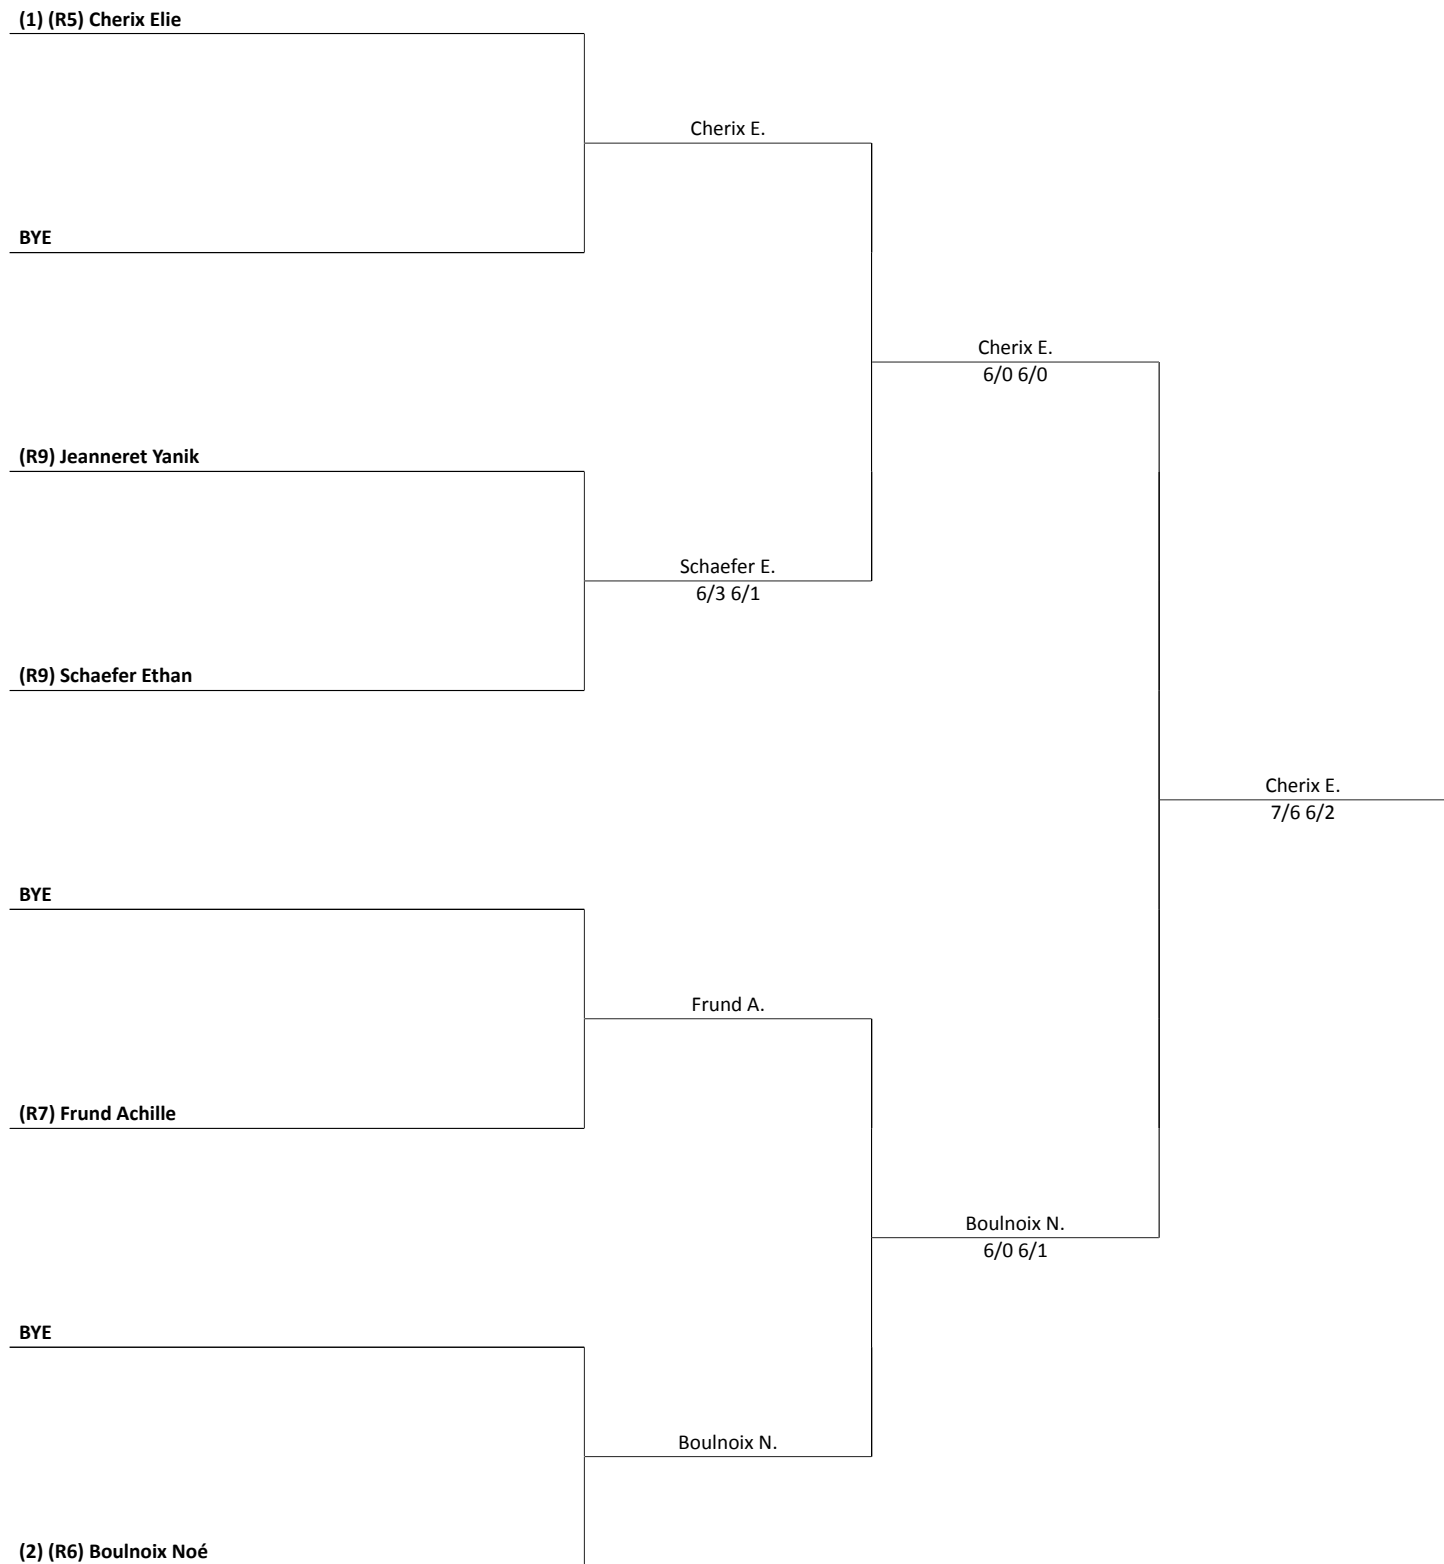 (1) (R5) Cherix Elie
Cherix E.
BYE
Cherix E.
6/0 6/0
(R9) Jeanneret Yanik
Schaefer E.
6/3 6/1
(R9) Schaefer Ethan
Cherix E.
7/6 6/2
BYE
Frund A.
(R7) Frund Achille
Boulnoix N.
6/0 6/1
BYE
Boulnoix N.
(2) (R6) Boulnoix Noé